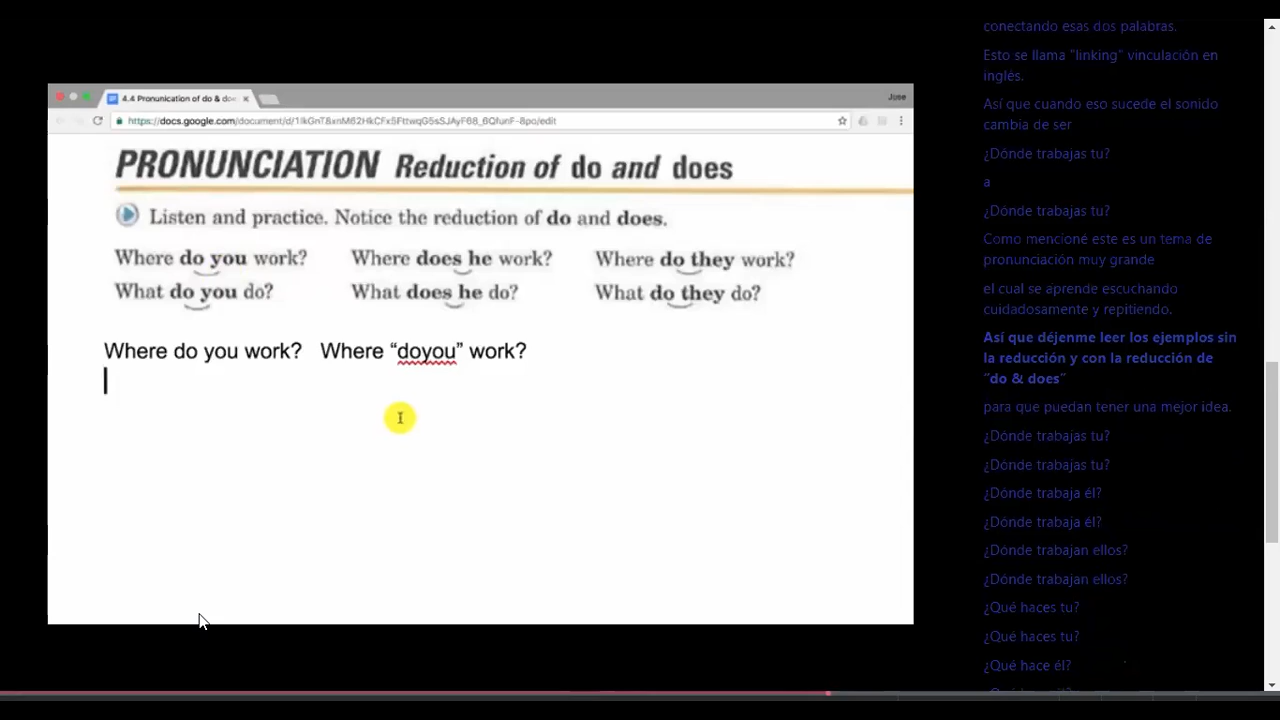 4.4 Pronunication of do & doe
Juse
PRONUNCIATION Reduction of do and does
Listen and practice. Notice the reduction of do and does.
Where do you work? Where does he work? Where do they work?
What do you do? What does he do? What do they do?
Where do you work? Where “doyou” work?
conectando esas dos palabras.
Esto se llama “linking” vinculación en
inglés.
Así que cuando eso sucede el sonido
cambia de ser
¿Dónde trabajas tu?
a
¿Dónde trabajas tu?
Como mencioné este es un tema de
pronunciación muy grande
el cual se aprende escuchando
cuidadosamente y repitiendo.
Así que déjenme leer los ejemplos sin
la reducción y con la reducción de
“do & does”
para que puedan tener una mejor idea.
¿Dónde trabajas tu?
¿Dónde trabajas tu?
¿Dónde trabaja él?
¿Dónde trabaja él?
¿Dónde trabajan ellos?
¿Dónde trabajan ellos?
¿Qué haces tu?
¿Qué haces tu?
¿Qué hace él?